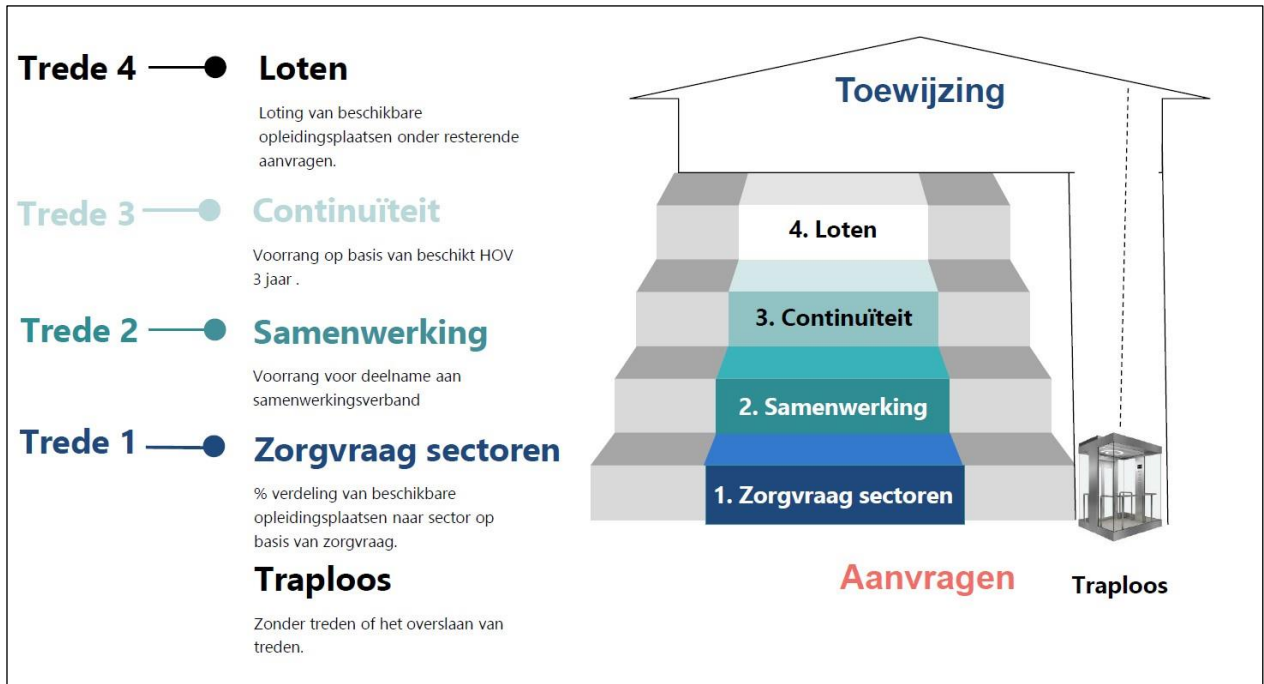 Trede 4
Loten
Loting van beschikbare
opleidingsplaatsen onder resterende
aanvragen.
Trede 3
Continuïteit
Voorrang op basis van beschikt HOV
3 jaar .
Trede 2
Samenwerking
Voorrang voor deelname aan
samenwerkingsverband
Trede 1
Zorgvraag sectoren
% verdeling van beschikbare
opleidingsplaatsen naar sector op
basis van zorgvraag.
Traploos
Zonder treden of het overslaan van
treden.
Toewijzing
4. Loten
3. Continuïteit
2. Samenwerking
1. Zorgvraag sectoren
Aanvragen
Traploos